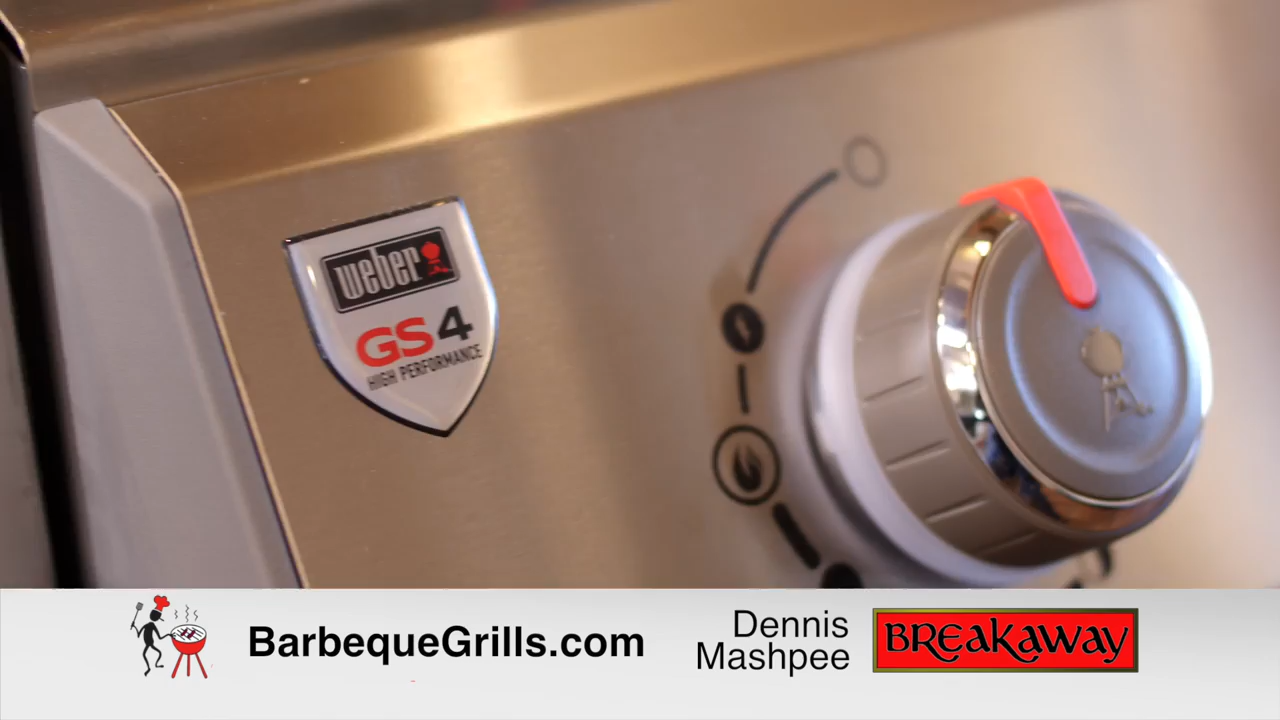 weber
GS4
HIGH PERFORMANCE
BarbequeGrills.com
Dennis
Mashpee
BREAKAWAY